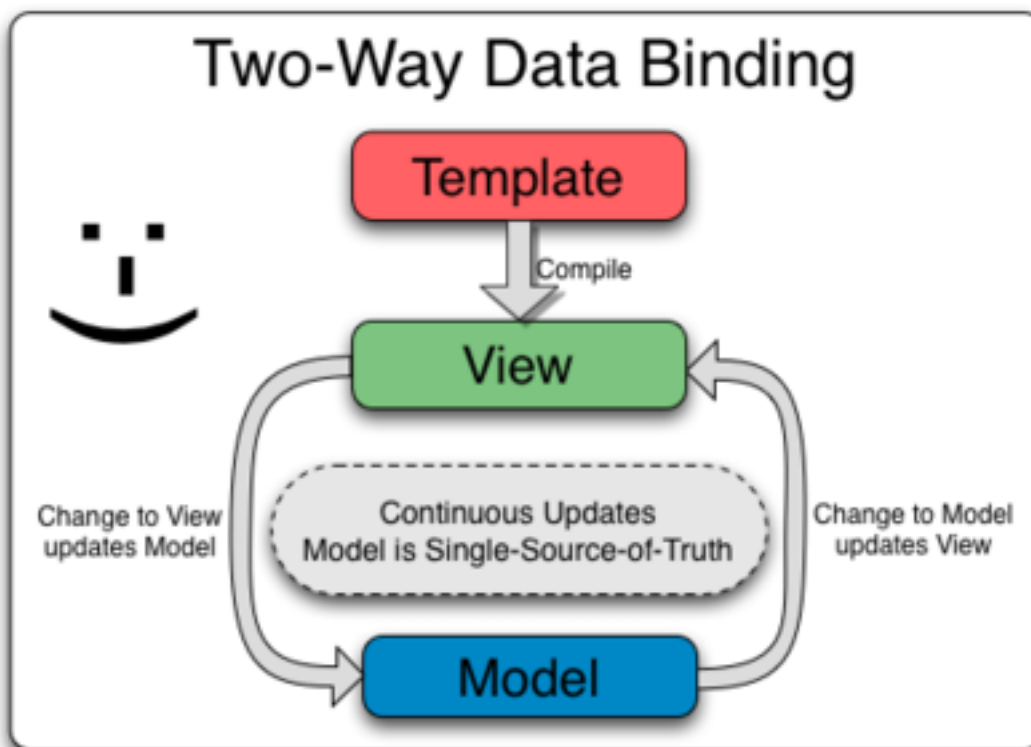 Two-Way Data Binding
Template
Compile
View
Change to View
updates Model
Continuous Updates
Model is Single-Source-of-Truth
Change to Model
updates View
Model